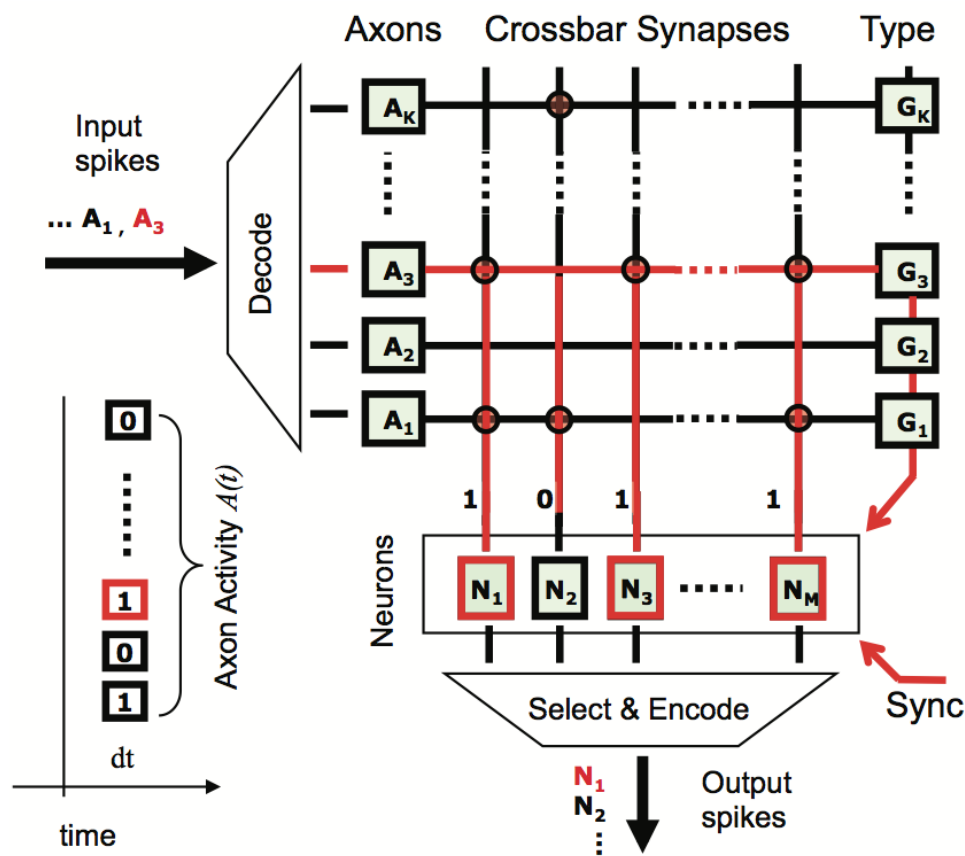 Axons Crossbar Synapses Type
Input
spikes
... A1 , A3
Decode
AK
A3
A2
A1
GK
G3
G2
G1
0
1
0
1
Axon Activity A(t)
dt
time
1 0 1 1
Neurons
N1 N2 N3 NM
Sync
Select & Encode
N1
N2
...
Output
spikes